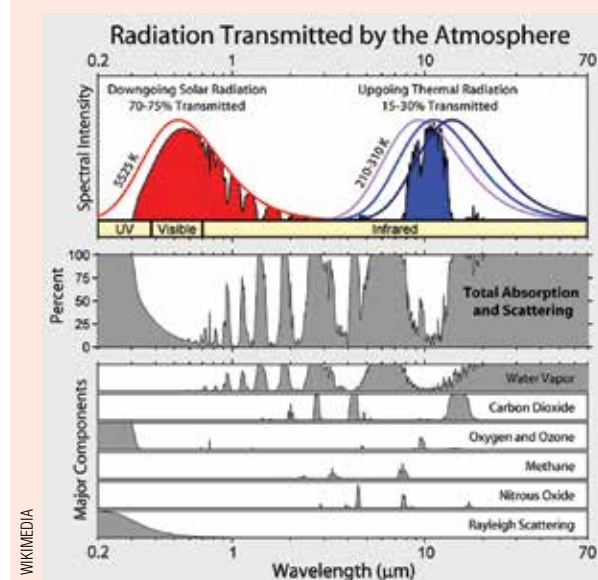 Radiation Transmitted by the Atmosphere
0.2 1 10 70
Downgoing Solar Radiation
70-75% Transmitted
Upgoing Thermal Radiation
15-30% Transmitted
Spectral Intensity
5525 K
210-310 K
UV Visible Infrared
Percent
100
75
50
25
0
Total Absorption
and Scattering
Major Components
Water Vapor
Carbon Dioxide
Oxygen and Ozone
Methane
Nitrous Oxide
Rayleigh Scattering
0.2 1 10 70
Wavelength (μm)
WIKIMEDIA